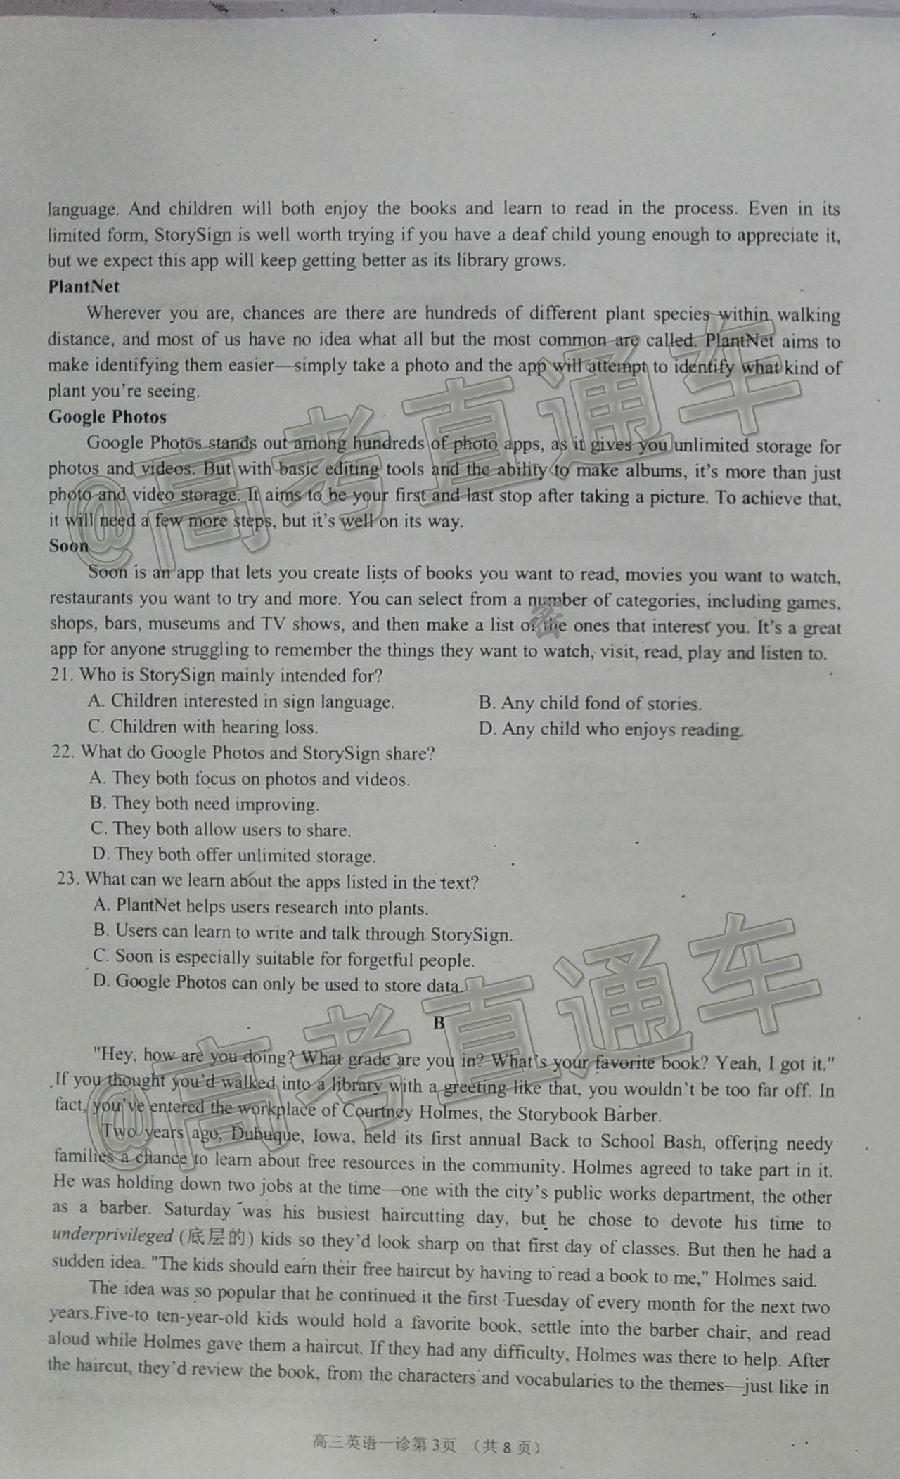 language. And children will both enjoy the books and learn to read in the process. Even in its
limited form, StorySign is well worth trying if you have a deaf child young enough to appreciate it,
but we expect this app will keep getting better as its library grows.
PlantNet
Wherever you are, chances are there are hundreds of different plant species within walking
distance, and most of us have no idea what all but the most common are called. PlantNet aims to
make identifying them easier—simply take a photo and the app will attempt to identify what kind of
plant you're seeing.
Google Photos
Google Photos stands out among hundreds of photo apps, as it gives you unlimited storage for
photos and videos. But with basic editing tools and the ability to make albums, it's more than just
photo and video storage. It aims to be your first and last stop after taking a picture. To achieve that,
it will need a few more steps, but it's well on its way.
@高考直通车
Soon
Soon is an app that lets you create lists of books you want to read, movies you want to watch,
restaurants you want to try and more. You can select from a number of categories, including games,
shops, bars, museums and TV shows, and then make a list of the ones that interest you. It's a great
app for anyone struggling to remember the things they want to watch, visit, read, play and listen to.
21. Who is StorySign mainly intended for?
A. Children interested in sign language. B. Any child fond of stories.
C. Children with hearing loss. D. Any child who enjoys reading.
22. What do Google Photos and StorySign share?
A. They both focus on photos and videos.
B. They both need improving.
C. They both allow users to share.
D. They both offer unlimited storage.
23. What can we learn about the apps listed in the text?
A. PlantNet helps users research into plants.
B. Users can learn to write and talk through StorySign.
C. Soon is especially suitable for forgetful people.
D. Google Photos can only be used to store data.
B
"Hey, how are you doing? What grade are you in? What's your favorite book? Yeah, I got it."
If you thought you'd walked into a library with a greeting like that, you wouldn't be too far off. In
fact, you've entered the workplace of Courtney Holmes, the Storybook Barber.
@高考直通车
Two years ago, Dubuque, Iowa, held its first annual Back to School Bash, offering needy
families a chance to learn about free resources in the community. Holmes agreed to take part in it.
He was holding down two jobs at the time—one with the city's public works department, the other
as a barber. Saturday was his busiest haircutting day, but he chose to devote his time to
underprivileged (底层的) kids so they'd look sharp on that first day of classes. But then he had a
sudden idea. "The kids should earn their free haircut by having to read a book to me," Holmes said.
The idea was so popular that he continued it the first Tuesday of every month for the next two
years.Five-to ten-year-old kids would hold a favorite book, settle into the barber chair, and read
aloud while Holmes gave them a haircut. If they had any difficulty, Holmes was there to help. After
the haircut, they'd review the book, from the characters and vocabularies to the themes—just like in
高三英语一诊第3页 （共8页）